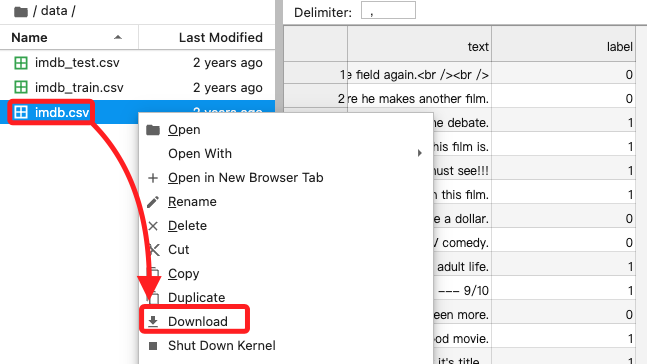 / data /
Name Last Modified
imdb_test.csv 2 years ago
imdb_train.csv 2 years ago
imdb.csv 2 years ago
Open
Open With
Open in New Browser Tab
Rename
Delete
Cut
Copy
Duplicate
Download
Shut Down Kernel
Delimiter: ,
text label
1 e field again.<br /><br /> 0
2 re he makes another film. 0
he debate. 1
his film is. 1
nust see!!! 1
n this film. 1
e a dollar. 0
V comedy. 0
adult life. 1
--- 9/10 1
een more. 0
od movie. 1
it's title 1